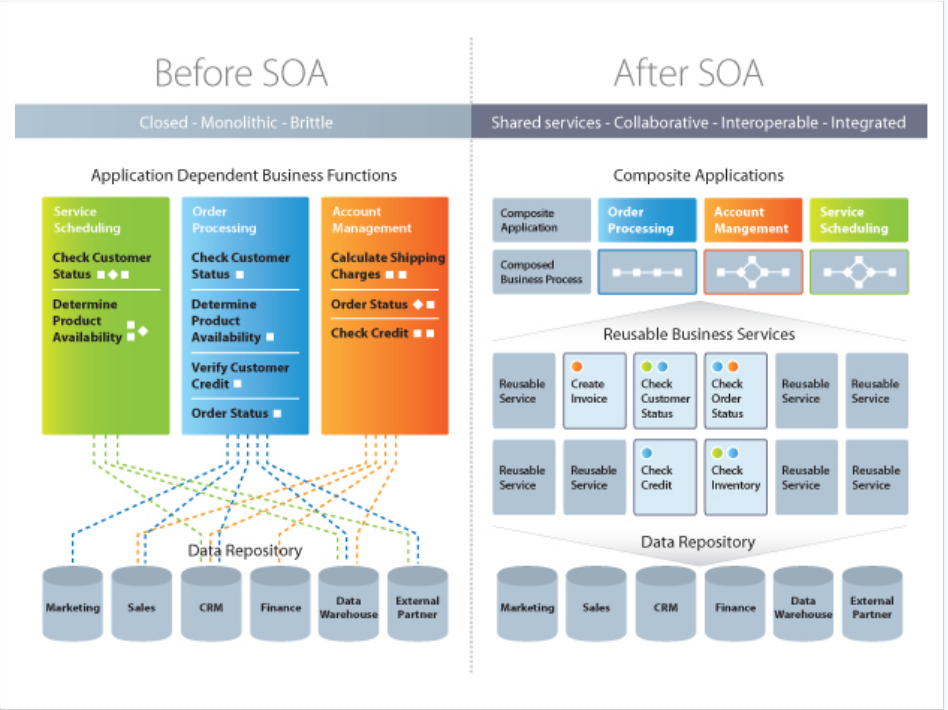 Before SOA
After SOA
Closed - Monolithic - Brittle
Shared services - Collaborative - Interoperable - Integrated
Application Dependent Business Functions
Service
Scheduling
Check Customer
Status
Determine
Product
Availability
Order
Processing
Check Customer
Status
Determine
Product
Availability
Verify Customer
Credit
Order Status
Account
Management
Calculate Shipping
Charges
Order Status
Check Credit
Data Repository
Marketing
Sales
CRM
Finance
Data
Warehouse
External
Partner
Composite Applications
Composite
Application
Order
Processing
Account
Mangement
Service
Scheduling
Composed
Business Process
Reusable Business Services
Reusable
Service
Create
Invoice
Check
Customer
Status
Check
Order
Status
Reusable
Service
Reusable
Service
Reusable
Service
Reusable
Service
Check
Credit
Check
Inventory
Reusable
Service
Reusable
Service
Data Repository
Marketing
Sales
CRM
Finance
Data
Warehouse
External
Partner